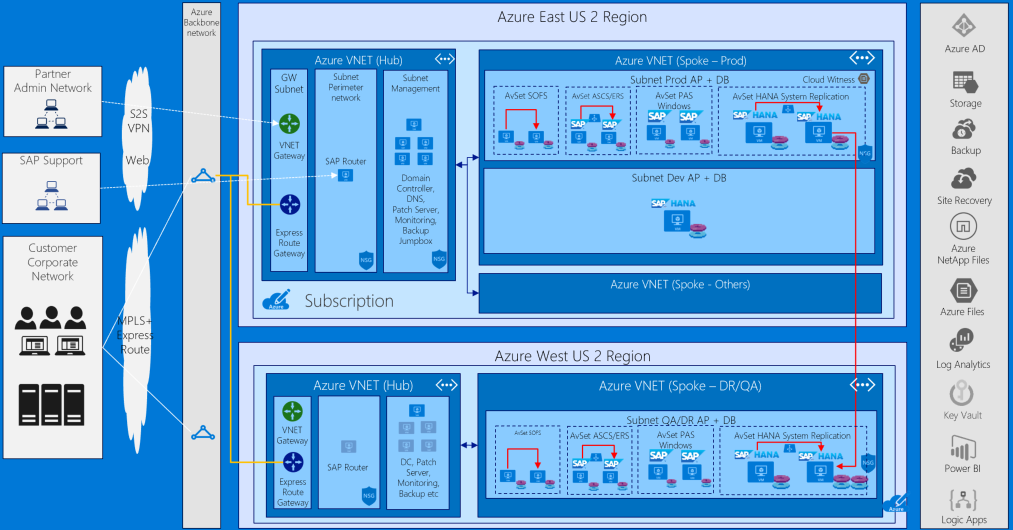 Azure
Backbone
network
Partner
Admin Network
SAP Support
Customer
Corporate
Network
S2S
VPN
Web
MPLS+
Express
Route
Azure East US 2 Region
Azure VNET (Hub)
GW
Subnet
VNET
Gateway
Express
Route
Gateway
Subnet
Perimeter
network
SAP Router
NSG
Subnet
Management
Domain
Controller,
DNS,
Patch Server,
Monitoring,
Backup
Jumpbox
NSG
Azure
Subscription
Azure VNET (Spoke – Prod)
Subnet Prod AP + DB
Cloud Witness
AvSet SOFS
AvSet ASCS/ERS
SAP
SAP
AvSet PAS
Windows
SAP
SAP
AvSet HANA System Replication
SAP HANA
SAP HANA
VM
VM
NSG
Subnet Dev AP + DB
SAP HANA
VM
Azure VNET (Spoke - Others)
Azure West US 2 Region
Azure VNET (Hub)
VNET
Gateway
Express
Route
Gateway
SAP Router
NSG
DC, Patch
Server,
Monitoring,
Backup etc
Azure VNET (Spoke – DR/QA)
Subnet QA/DR AP + DB
AvSet SOFS
AvSet ASCS/ERS
SAP
SAP
AvSet PAS
Windows
SAP
SAP
AvSet HANA System Replication
SAP HANA
SAP HANA
VM
VM
NSG
Azure
Azure AD
Storage
Backup
Site Recovery
Azure
NetApp Files
Azure Files
Log Analytics
Key Vault
Power BI
Logic Apps